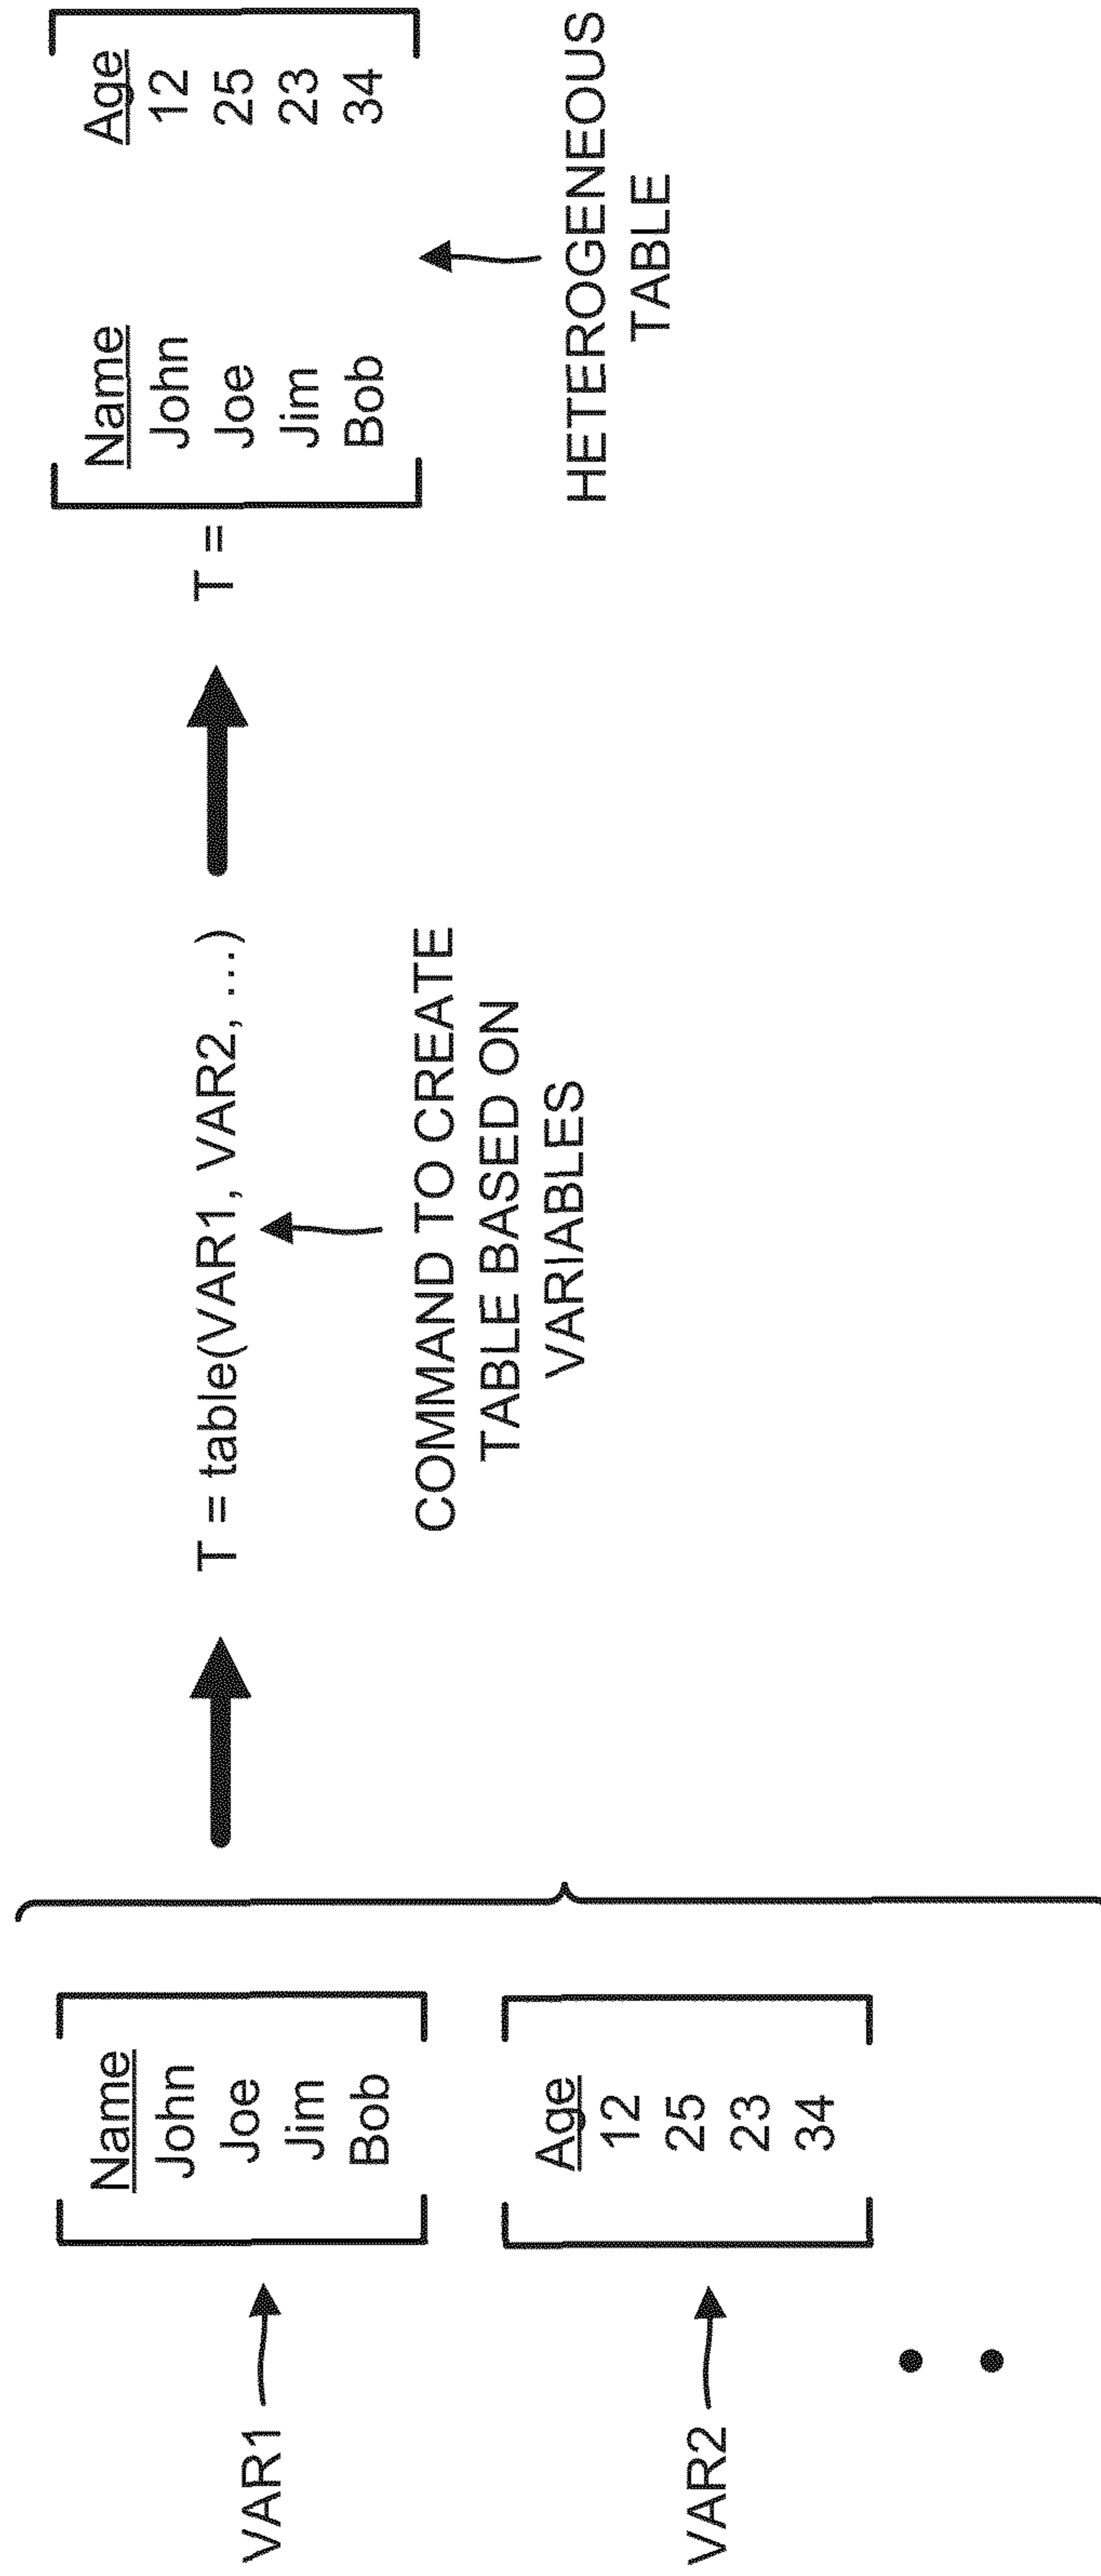 VAR1
Name
John
Joe
Jim
Bob
VAR2
Age
12
25
23
34
T = table(VAR1, VAR2, ...)
COMMAND TO CREATE
TABLE BASED ON
VARIABLES
T =
Name Age
John 12
Joe 25
Jim 23
Bob 34
HETEROGENEOUS
TABLE